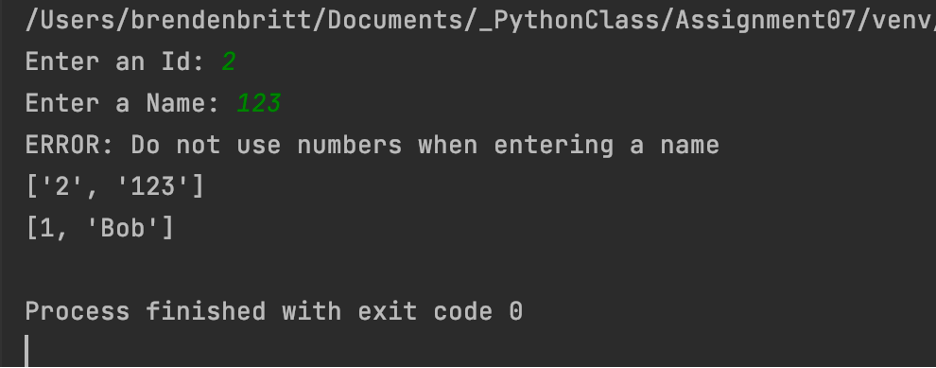 /Users/brendenbritt/Documents/_PythonClass/Assignment07/venv/
Enter an Id: 2
Enter a Name: 123
ERROR: Do not use numbers when entering a name
['2', '123']
[1, 'Bob']
Process finished with exit code 0